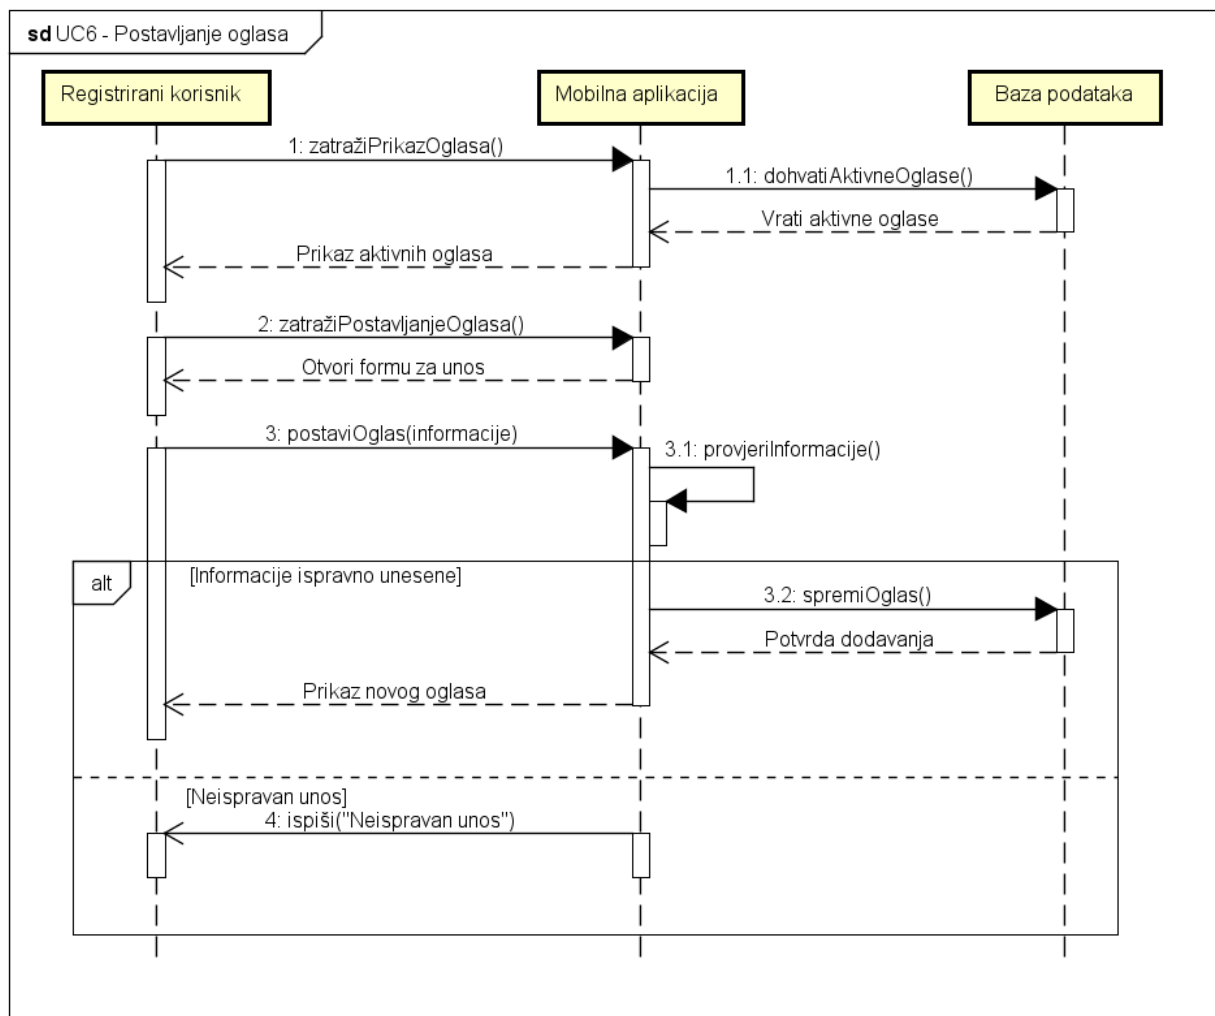 sd UC6 - Postavljanje oglasa
Registrirani korisnik
Mobilna aplikacija
Baza podataka
1: zatražiPrikazOglasa()
1.1: dohvatiAktivneOglase()
Vrati aktivne oglase
Prikaz aktivnih oglasa
2: zatražiPostavljanjeOglasa()
Otvori formu za unos
3: postaviOglas(informacije)
3.1: provjeriInformacije()
alt
[Informacije ispravno unesene]
3.2: spremiOglas()
Potvrda dodavanja
Prikaz novog oglasa
[Neispravan unos]
4: ispiši("Neispravan unos")